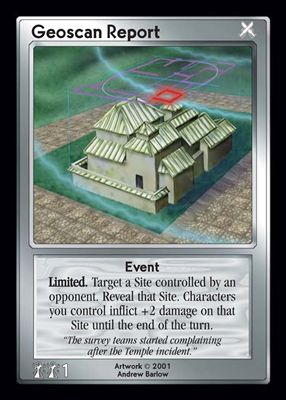 Geoscan Report
Event
Limited. Target a Site controlled by an
opponent. Reveal that Site. Characters
you control inflict +2 damage on that
Site until the end of the turn.
"The survey teams started complaining
after the Temple incident."
1
Artwork © 2001
Andrew Barlow